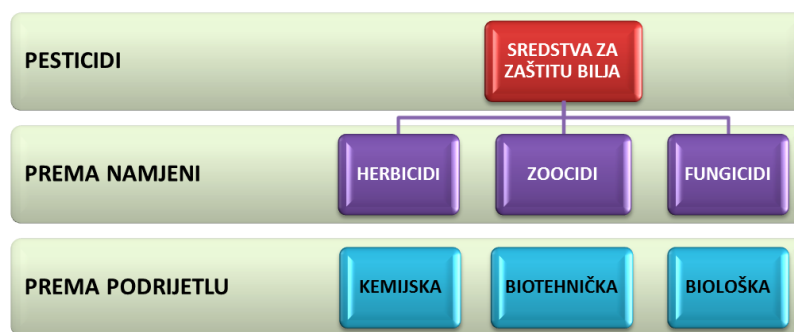 PESTICIDI
SREDSTVA ZA
ZAŠTITU BILJA
PREMA NAMJENI
HERBICIDI
ZOOCIDI
FUNGICIDI
PREMA PODRIJETLU
KEMIJSKA
BIOTEHNIČKA
BIOLOŠKA